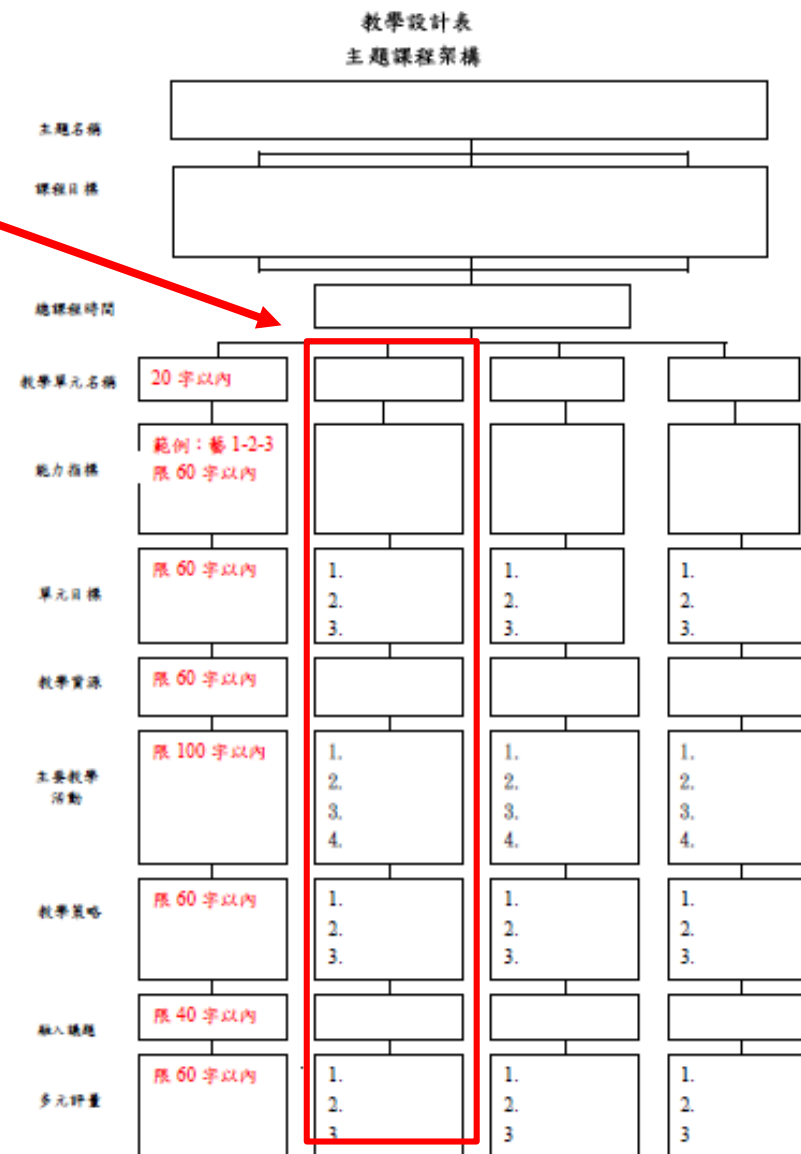 教學設計表
主題課程架構
主題名稱
課程目標
總課程時間
教學單元名稱
20 字以內
能力指標
範例：藝 1-2-3
限 60 字以內
單元目標
限 60 字以內
1.
2.
3.
1.
2.
3.
1.
2.
3.
教學資源
限 60 字以內
主要教學
活動
限 100 字以內
1.
2.
3.
4.
1.
2.
3.
4.
1.
2.
3.
4.
教學策略
限 60 字以內
1.
2.
3.
1.
2.
3.
1.
2.
3.
融入議題
限 40 字以內
多元評量
限 60 字以內
1.
2.
3
1.
2.
3
1.
2.
3